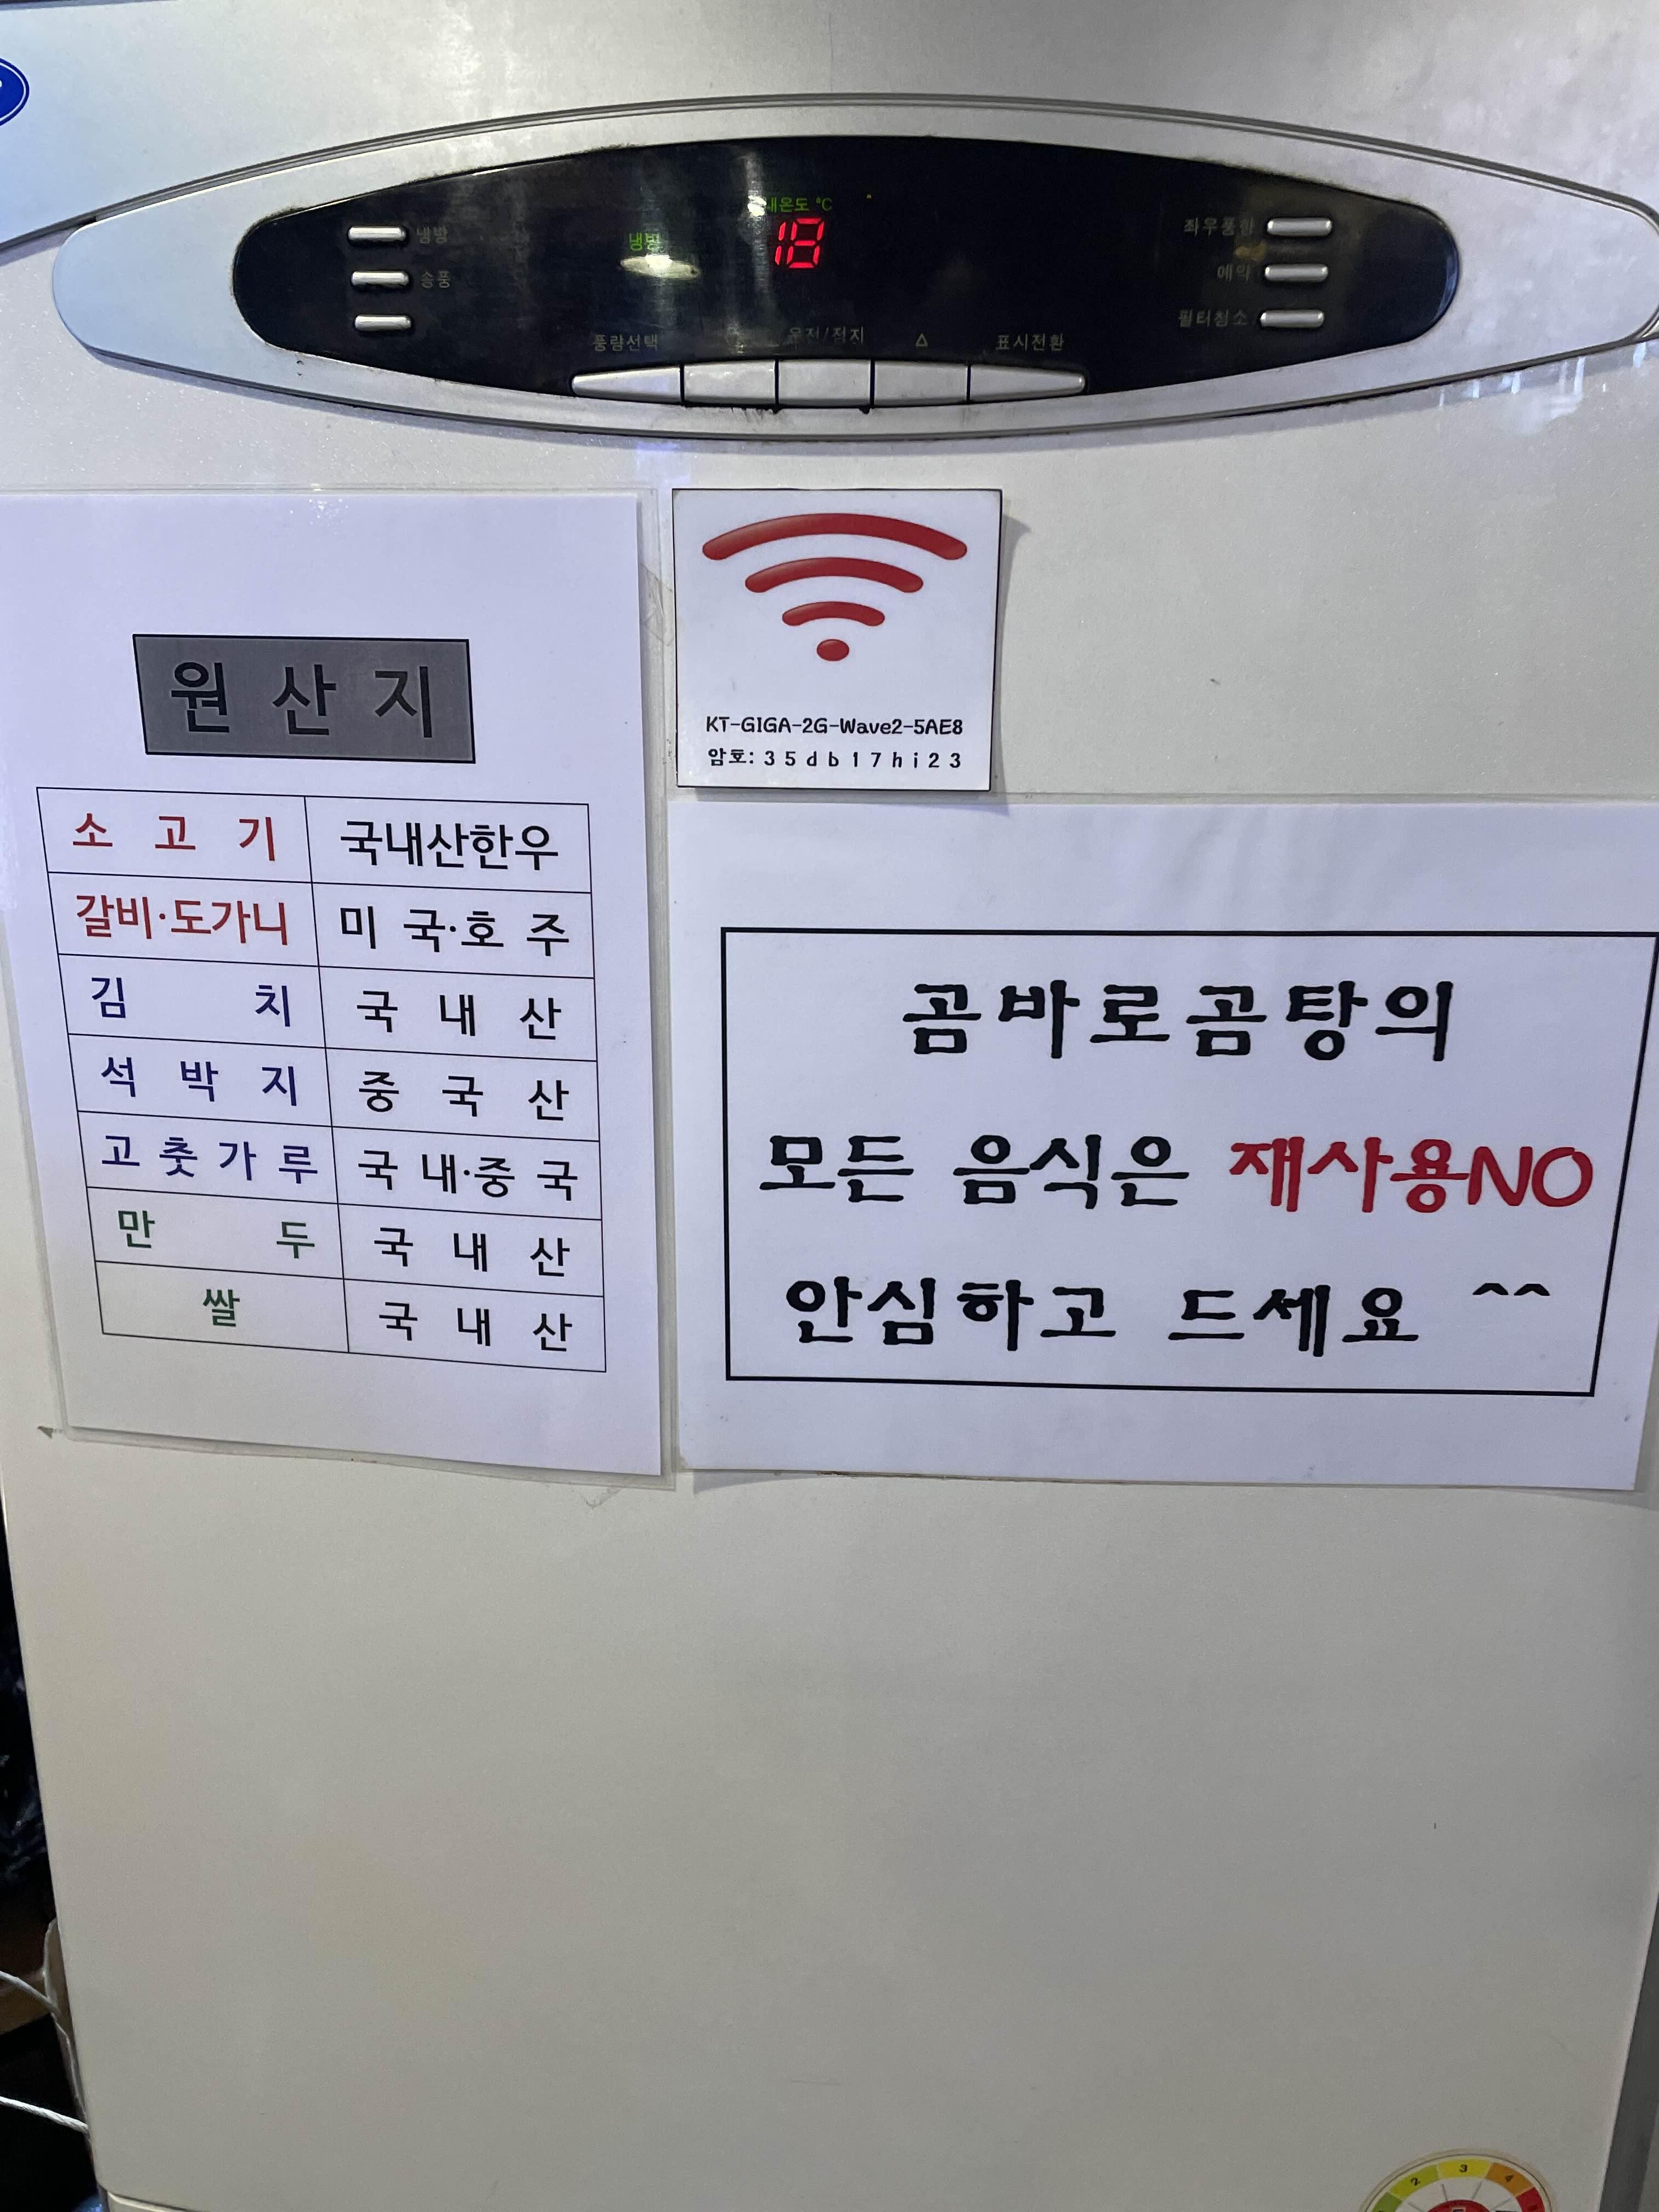 냉방
송풍
냉방
내온도 °C
18
좌우풍향
예약
필터청소
풍량선택
운전/정지
△
표시전환
원산지
소고기 국내산한우
갈비·도가니 미국·호주
김치 국내산
석박지 중국산
고춧가루 국내·중국
만두 국내산
쌀 국내산
KT-GIGA-2G-Wave2-5AE8
암호: 3 5 d b 1 7 h i 2 3
곰바로곰탕의
모든 음식은 재사용NO
안심하고 드세요 ^^
2 3 4